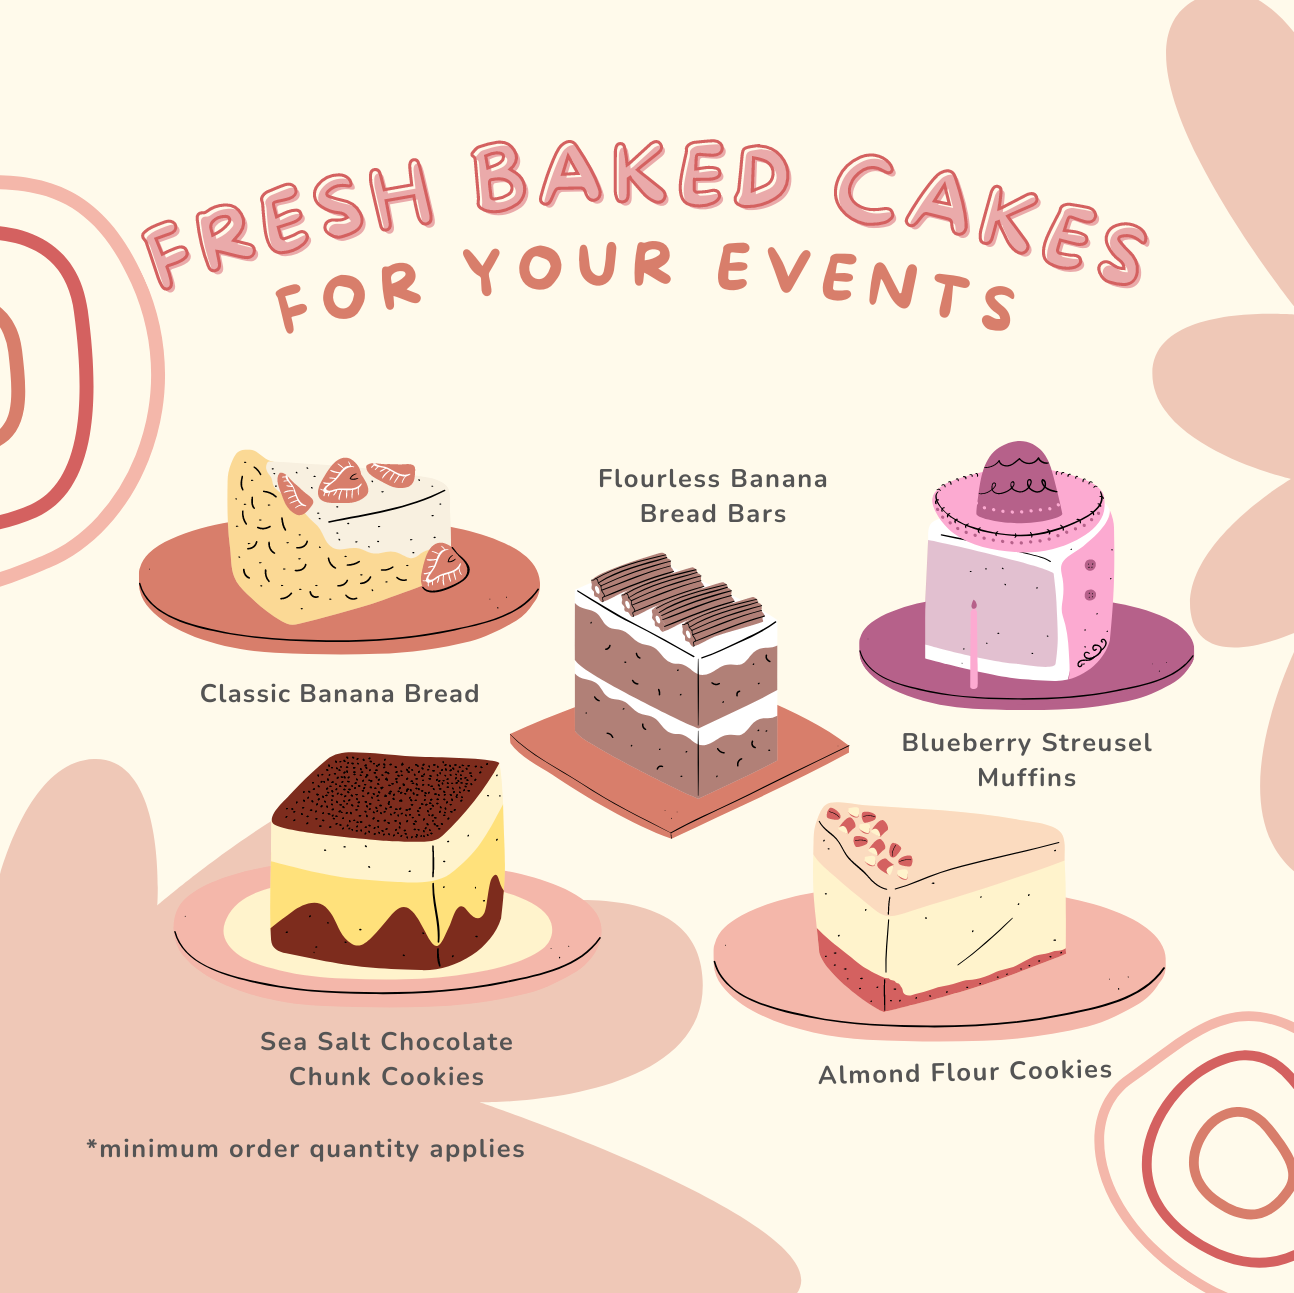 FRESH BAKED CAKES
FOR YOUR EVENTS
Flourless Banana
Bread Bars
Classic Banana Bread
Blueberry Streusel
Muffins
Sea Salt Chocolate
Chunk Cookies
Almond Flour Cookies
*minimum order quantity applies